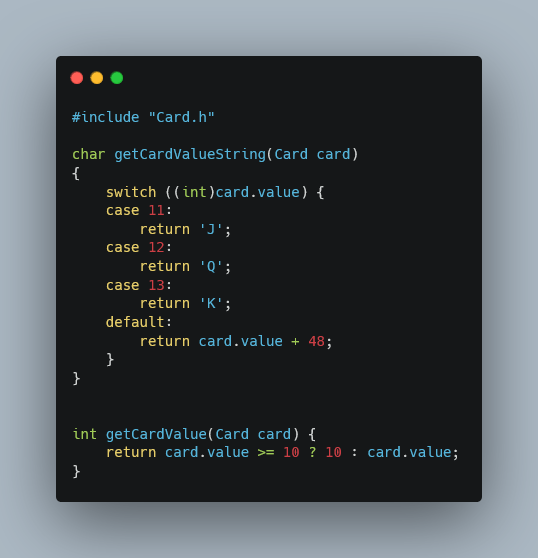 #include "Card.h"

char getCardValueString(Card card)
{
    switch ((int)card.value) {
    case 11:
        return 'J';
    case 12:
        return 'Q';
    case 13:
        return 'K';
    default:
        return card.value + 48;
    }
}


int getCardValue(Card card) {
    return card.value >= 10 ? 10 : card.value;
}